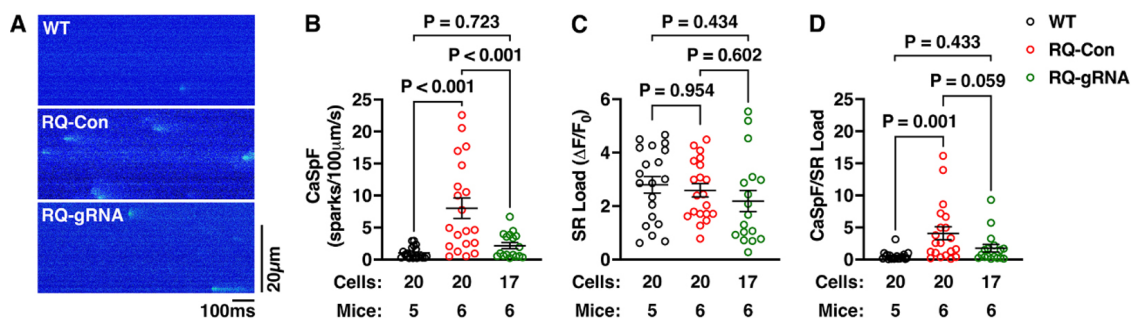 A
WT
RQ-Con
RQ-gRNA
20µm
100ms
B
P = 0.723
P < 0.001
P < 0.001
CaSpF
(sparks/100µm/s)
25
20
15
10
5
0
Cells: 20 20 17
Mice: 5 6 6
C
P = 0.434
P = 0.602
P = 0.954
SR Load (ΔF/F0)
6
4
2
0
20 20 17
5 6 6
D
P = 0.433
P = 0.059
P = 0.001
CaSpF/SR Load
25
20
15
10
5
0
Cells: 20 20 17
Mice: 5 6 6
WT
RQ-Con
RQ-gRNA